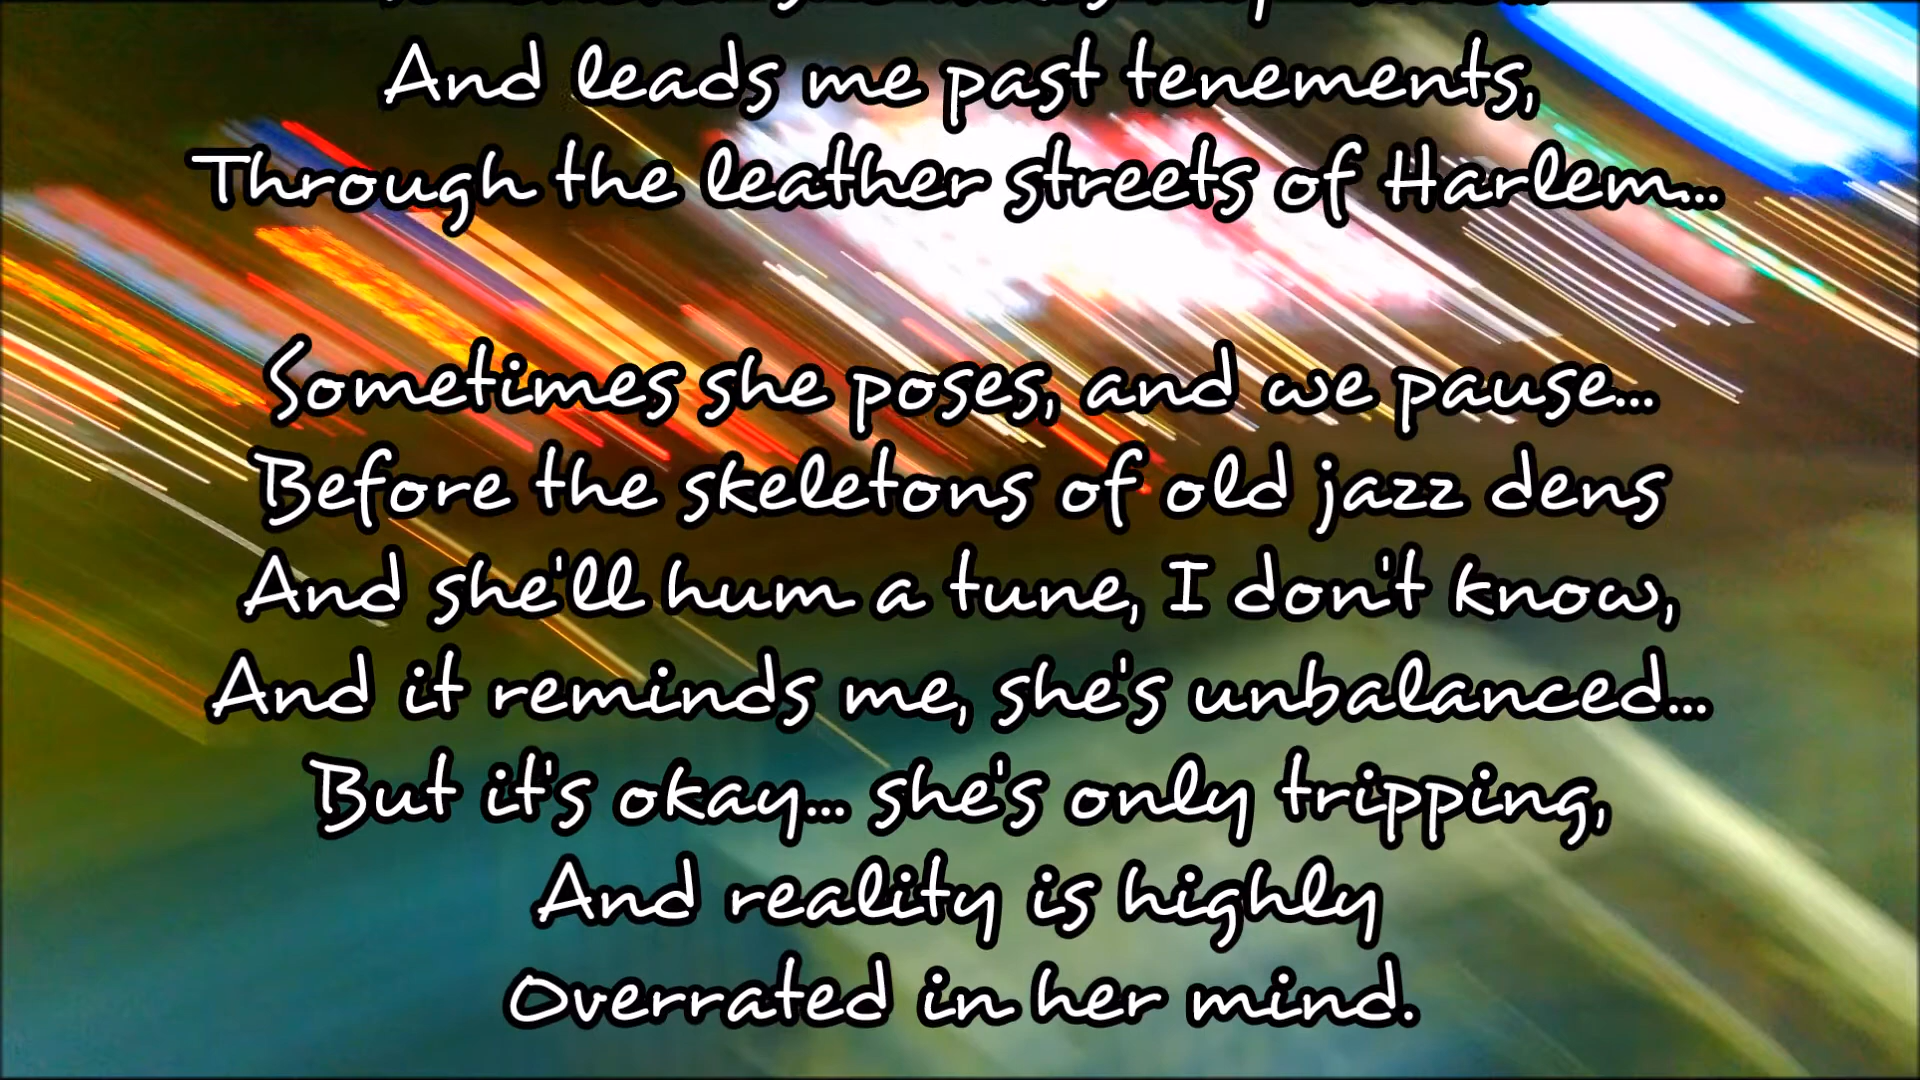 And leads me past tenements,
Through the leather streets of Harlem...
Sometimes she poses, and we pause...
Before the skeletons of old jazz dens
And she'll hum a tune, I don't know,
And it reminds me, she's unbalanced...
But it's okay... she's only tripping,
And reality is highly
Overrated in her mind.